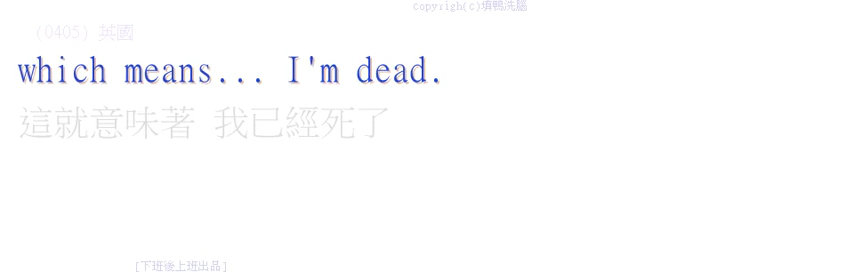 copyrigh(c)填鴨洗腦
（0405）英國
which means... I'm dead.
這就意味著 我已經死了
[下班後上班出品]